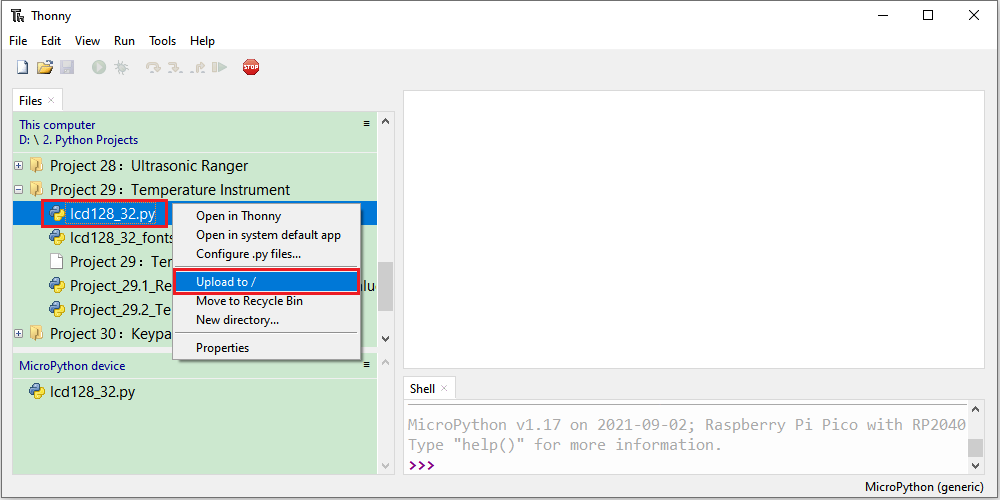 Thonny
File Edit View Run Tools Help
STOP
Files
This computer
D: \ 2. Python Projects
Project 28：Ultrasonic Ranger
Project 29：Temperature Instrument
lcd128_32.py
lcd128_32_fonts
Project 29：Te
Project_29.1_Re
Project_29.2_Te
Project 30：Keypa
Open in Thonny
Open in system default app
Configure .py files...
Upload to /
Move to Recycle Bin
New directory...
Properties
MicroPython device
lcd128_32.py
Shell
MicroPython v1.17 on 2021-09-02; Raspberry Pi Pico with RP2040
Type "help()" for more information.
>>>
MicroPython (generic)